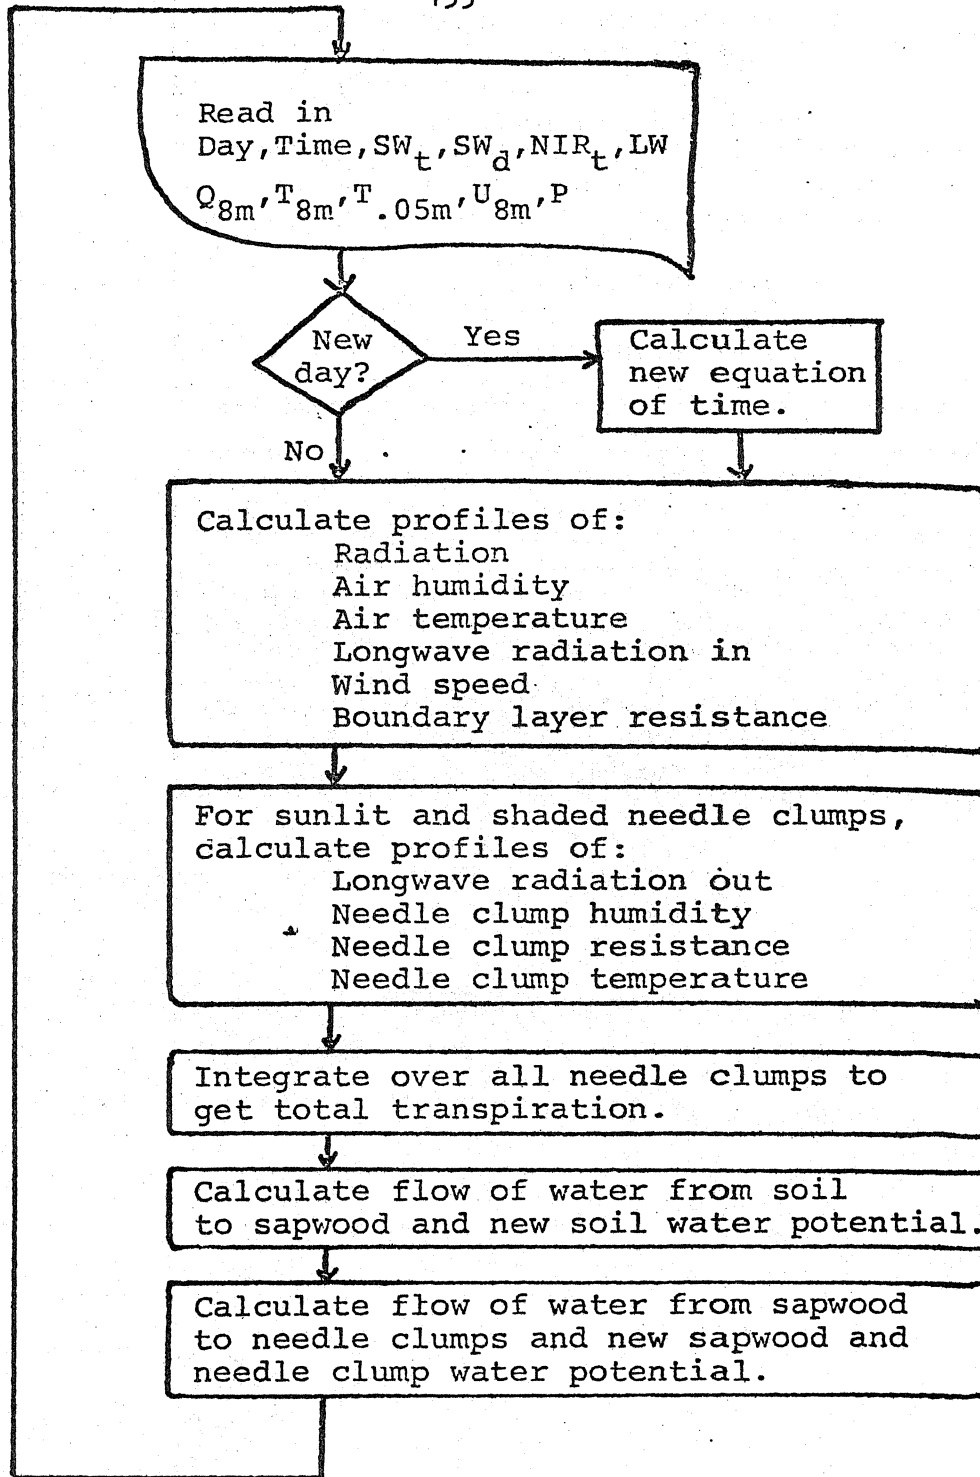 Read in
Day,Time,SWt,SWd,NIRt,LW
Q8m,T8m,T.05m,U8m,P
New
day?
Yes
Calculate
new equation
of time.
No
Calculate profiles of:
Radiation
Air humidity
Air temperature
Longwave radiation in
Wind speed
Boundary layer resistance
For sunlit and shaded needle clumps,
calculate profiles of:
Longwave radiation out
Needle clump humidity
Needle clump resistance
Needle clump temperature
Integrate over all needle clumps to
get total transpiration.
Calculate flow of water from soil
to sapwood and new soil water potential.
Calculate flow of water from sapwood
to needle clumps and new sapwood and
needle clump water potential.